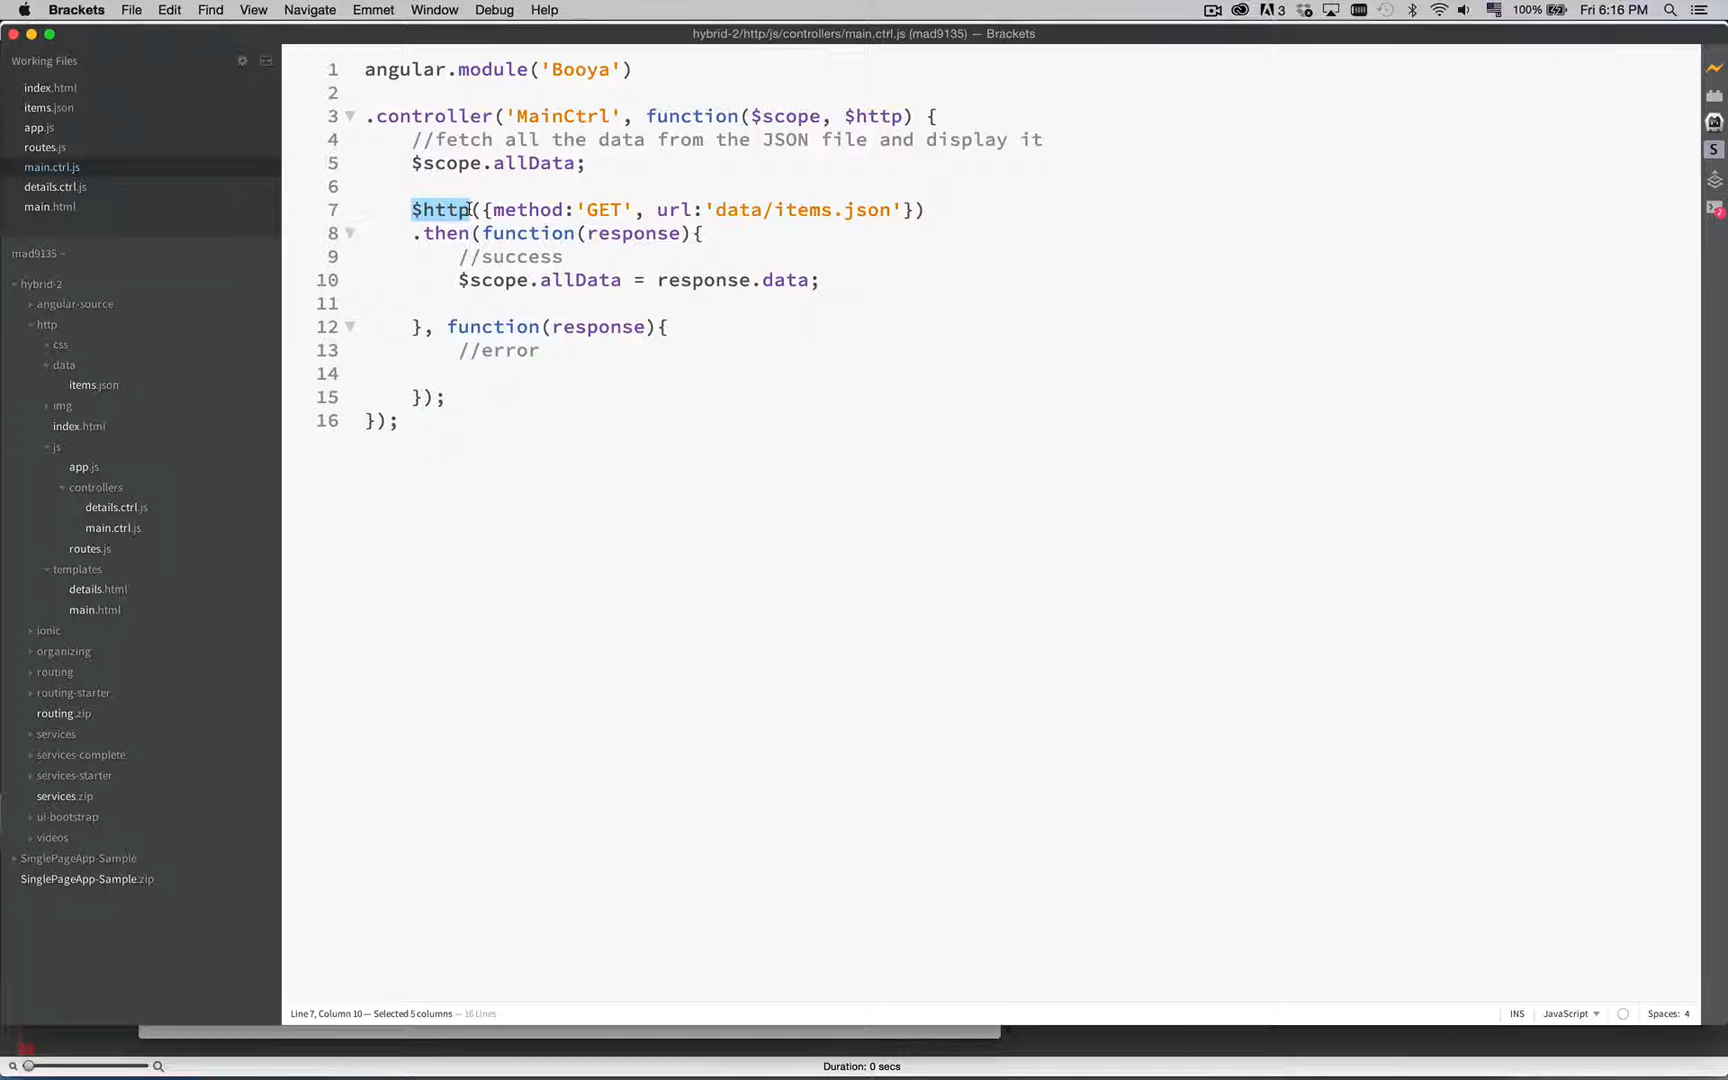 Brackets File Edit Find View Navigate Emmet Window Debug Help
3 100% Fri 6:16 PM
hybrid-2/http/js/controllers/main.ctrl.js (mad9135) — Brackets
Working Files
index.html
items.json
app.js
routes.js
main.ctrl.js
details.ctrl.js
main.html
mad9135
hybrid-2
angular-source
http
css
data
items.json
img
index.html
js
app.js
controllers
details.ctrl.js
main.ctrl.js
routes.js
templates
details.html
main.html
ionic
organizing
routing
routing-starter
routing.zip
services
services-complete
services-starter
services.zip
ui-bootstrap
videos
SinglePageApp-Sample
SinglePageApp-Sample.zip
1 angular.module('Booya')
2
3 .controller('MainCtrl', function($scope, $http) {
4 //fetch all the data from the JSON file and display it
5 $scope.allData;
6
7 $http({method:'GET', url:'data/items.json'})
8 .then(function(response){
9 //success
10 $scope.allData = response.data;
11
12 }, function(response){
13 //error
14
15 });
16 });
S
2
Line 7, Column 10 — Selected 5 columns — 16 Lines
INS JavaScript Spaces: 4
Duration: 0 secs